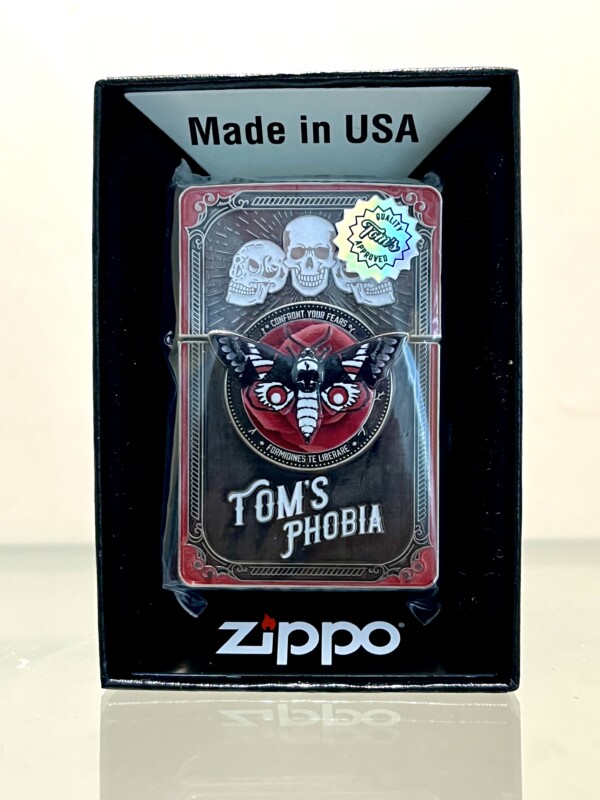 Made in USA
QUALITY
Tom's
APPROVED
* CONFRONT YOUR FEARS *
FORMIDINES TE LIBERARE
TOM'S
PHOBIA
zippo